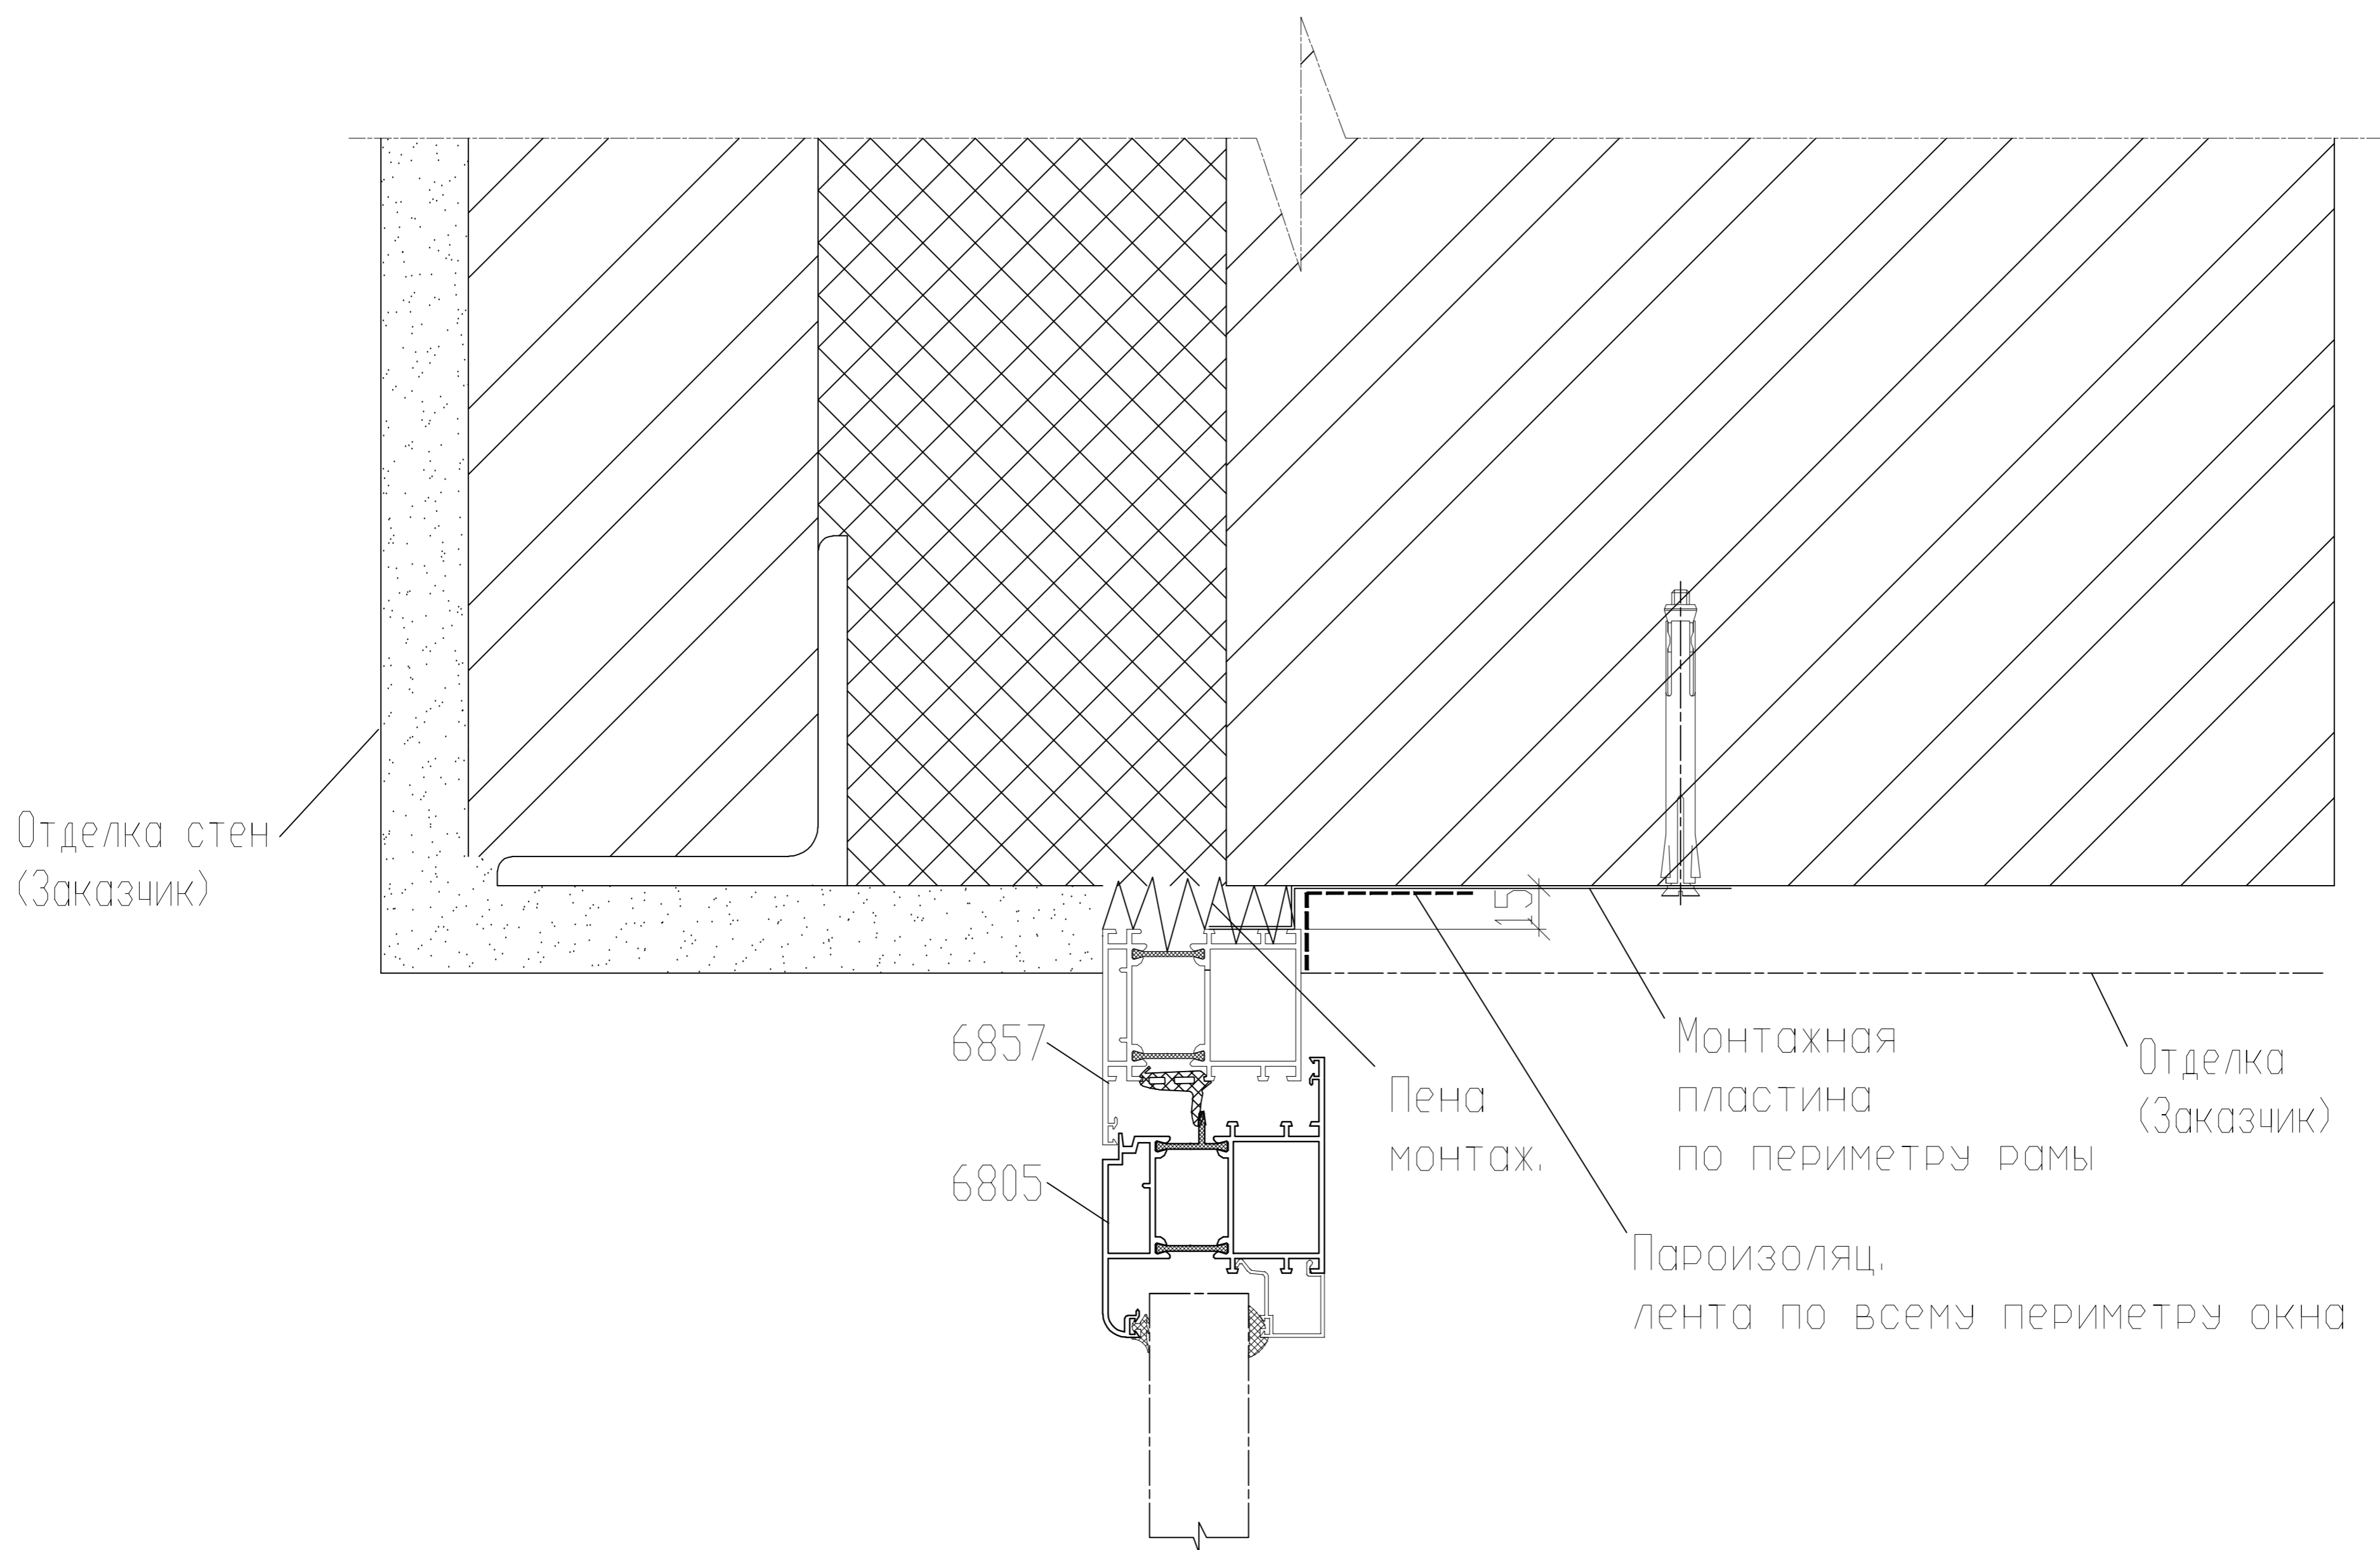 Отделка стен
(Заказчик)
15
6857
6805
Пена
монтаж.
Монтажная
пластина
по периметру рамы
Отделка
(Заказчик)
Пароизоляц.
лента по всему периметру окна